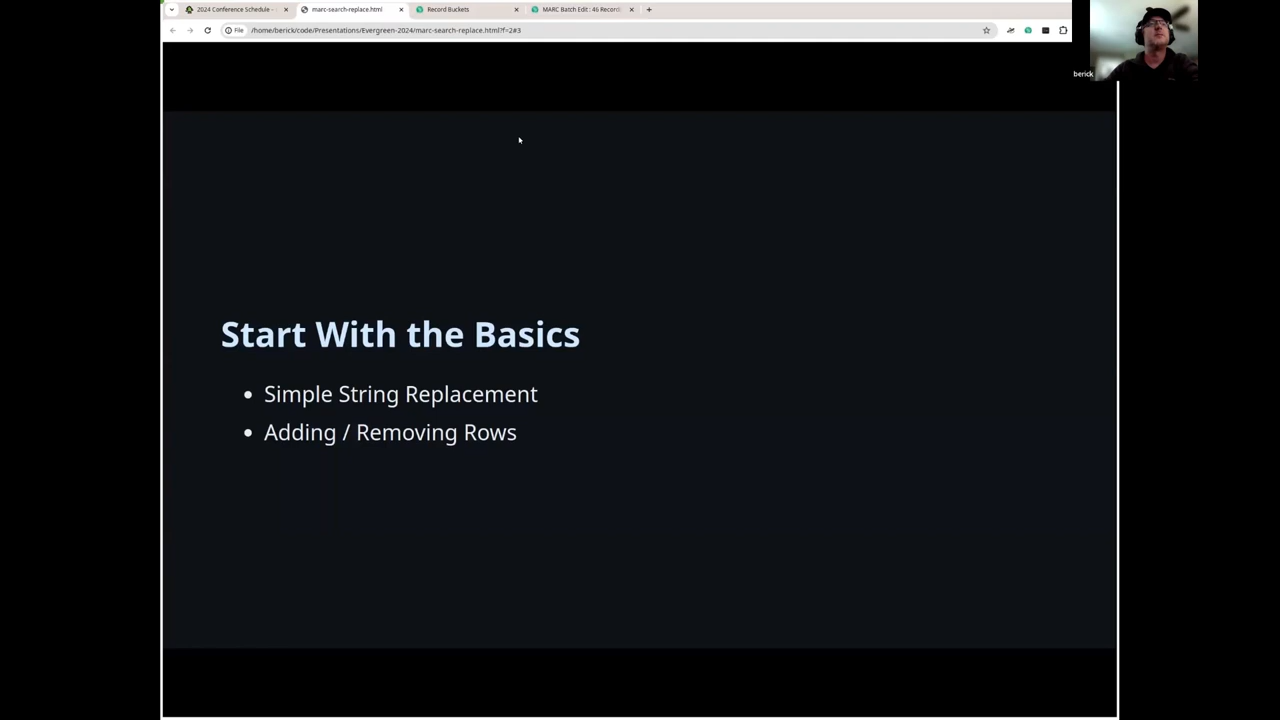 2024 Conference Schedule -
marc-search-replace.html
Record Buckets
MARC Batch Edit : 46 Record
File
/home/berick/code/Presentations/Evergreen-2024/marc-search-replace.html?f=2#3
berick
Start With the Basics
• Simple String Replacement
• Adding / Removing Rows